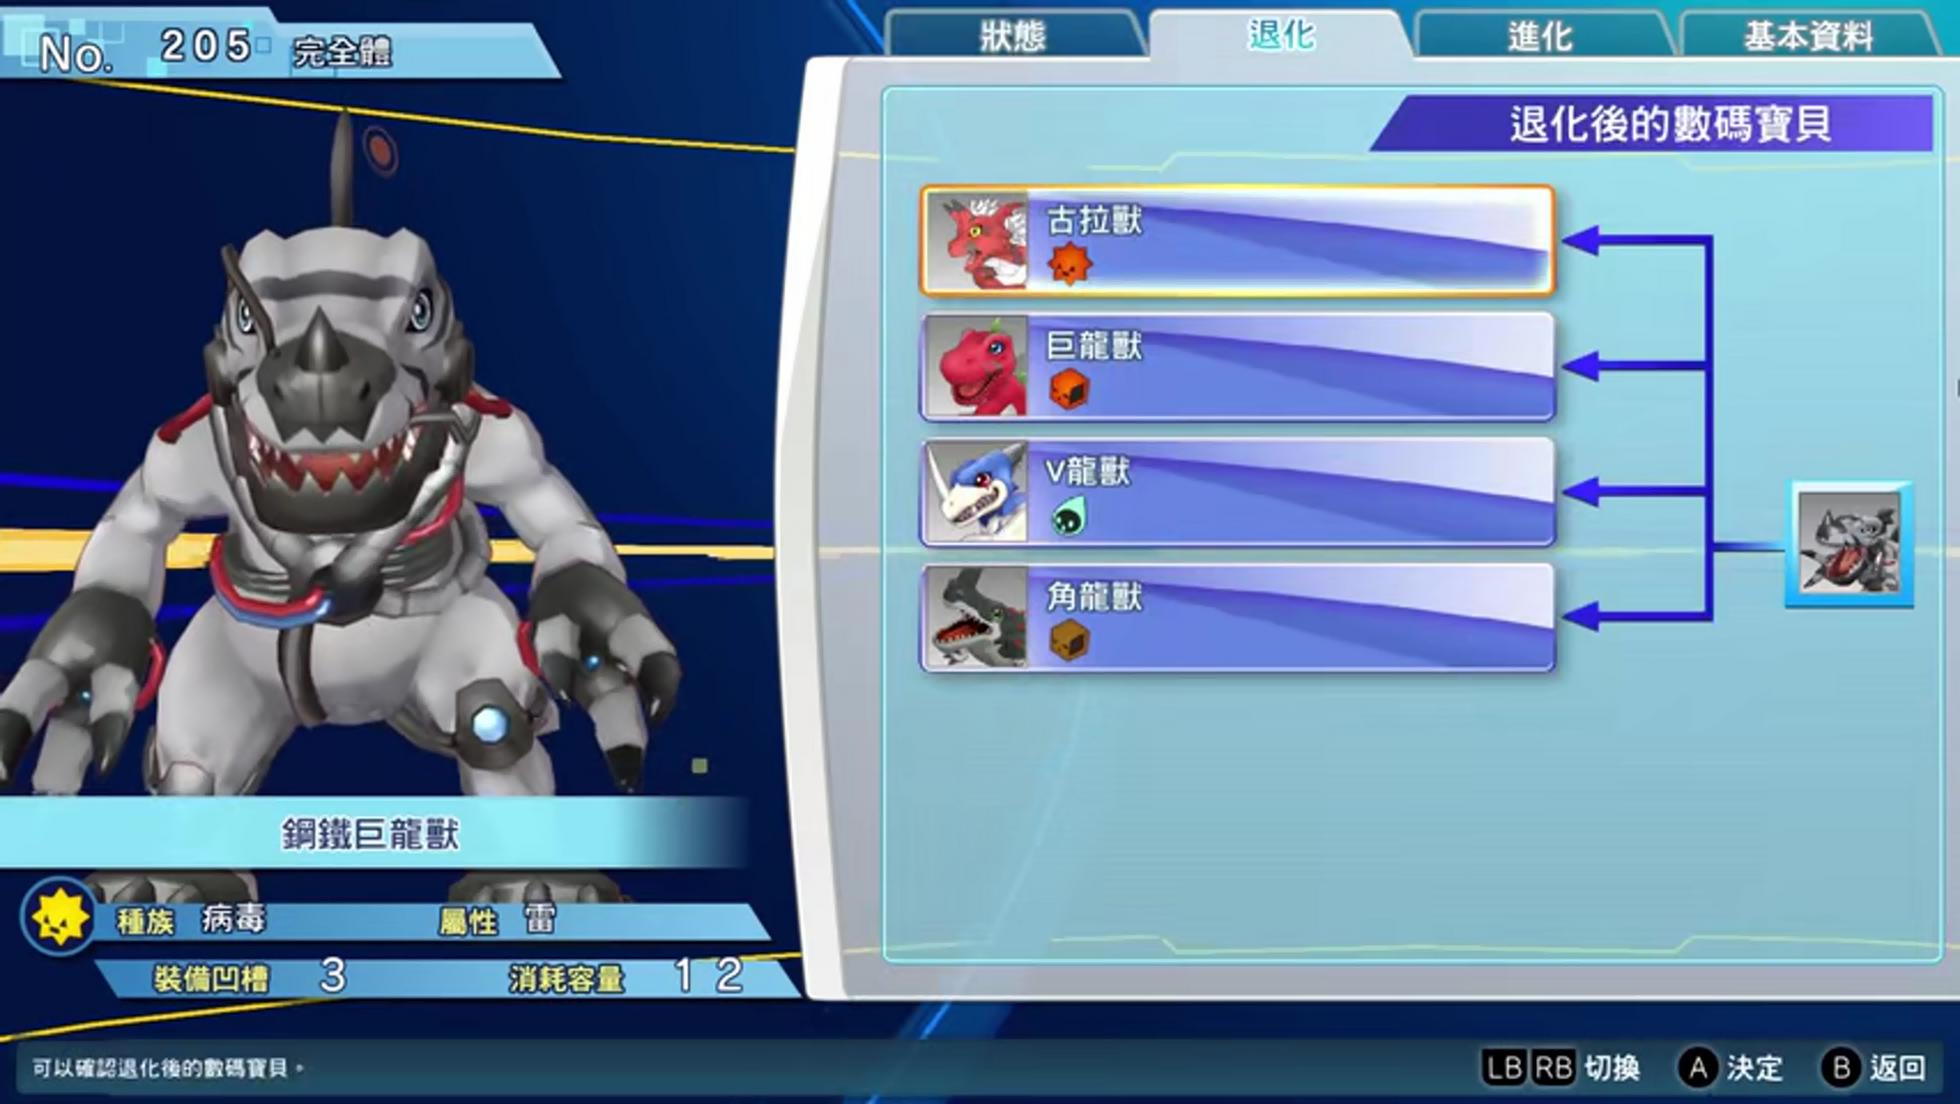 No. 205 完全體
狀態 退化 進化 基本資料
退化後的數碼寶貝
古拉獸
巨龍獸
V龍獸
角龍獸
鋼鐵巨龍獸
種族 病毒 屬性 雷
裝備凹槽 3 消耗容量 12
可以確認退化後的數碼寶貝。
LB RB 切換 A 決定 B 返回